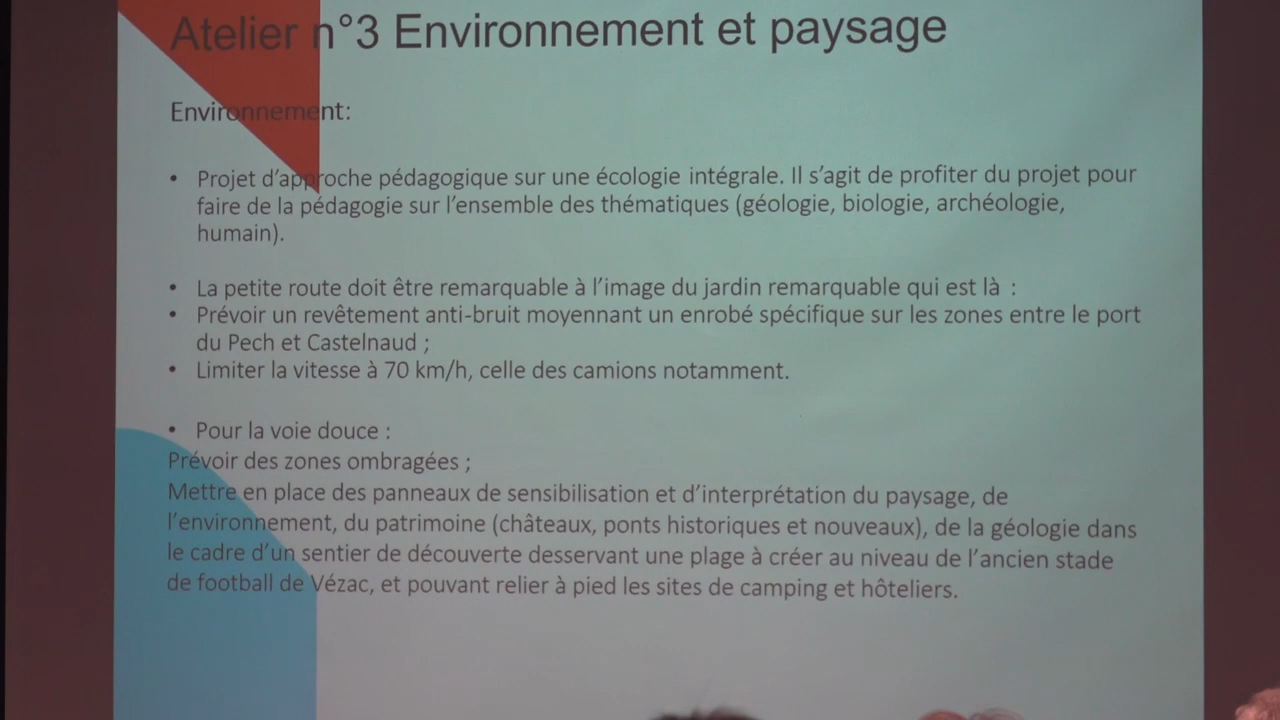 Atelier n°3 Environnement et paysage
Environnement:
• Projet d'approche pédagogique sur une écologie intégrale. Il s'agit de profiter du projet pour
faire de la pédagogie sur l'ensemble des thématiques (géologie, biologie, archéologie,
humain).
• La petite route doit être remarquable à l'image du jardin remarquable qui est là :
• Prévoir un revêtement anti-bruit moyennant un enrobé spécifique sur les zones entre le port
du Pech et Castelnaud ;
• Limiter la vitesse à 70 km/h, celle des camions notamment.
• Pour la voie douce :
Prévoir des zones ombragées ;
Mettre en place des panneaux de sensibilisation et d'interprétation du paysage, de
l'environnement, du patrimoine (châteaux, ponts historiques et nouveaux), de la géologie dans
le cadre d'un sentier de découverte desservant une plage à créer au niveau de l'ancien stade
de football de Vézac, et pouvant relier à pied les sites de camping et hôteliers.